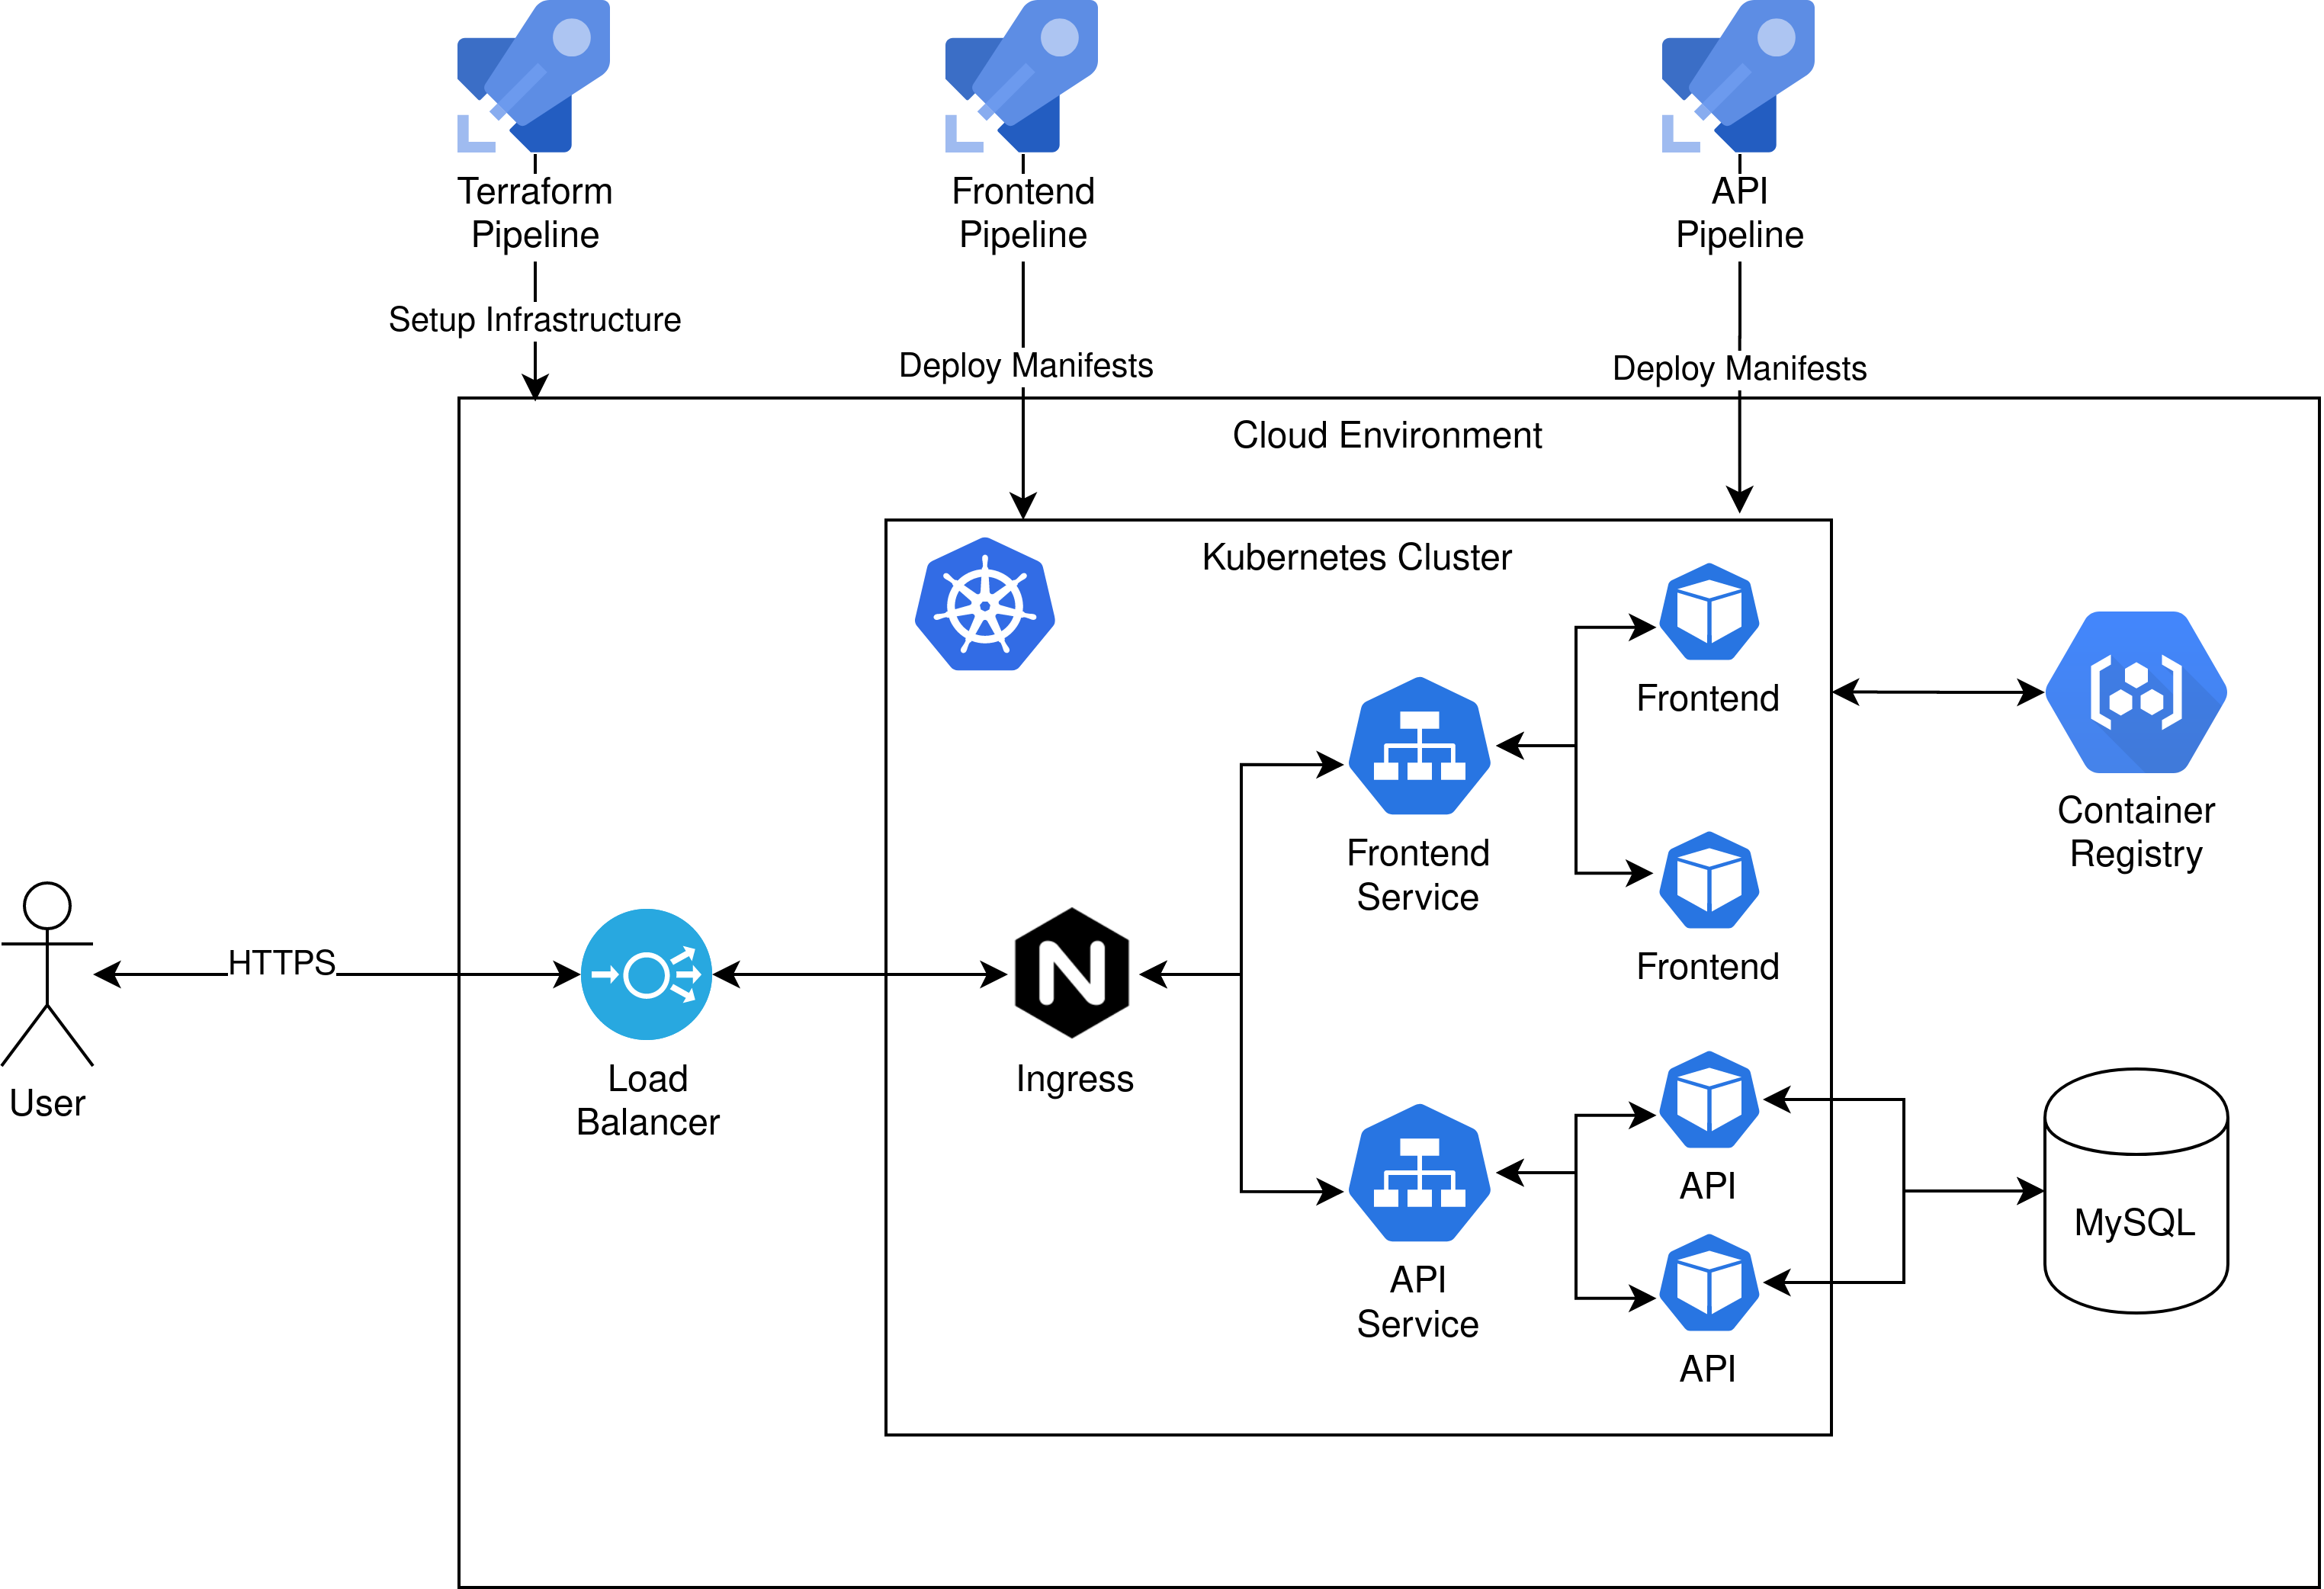 Terraform
Pipeline
Frontend
Pipeline
API
Pipeline
Setup Infrastructure
Deploy Manifests
Deploy Manifests
Cloud Environment
Kubernetes Cluster
Frontend
Frontend
Service
Container
Registry
Frontend
HTTPS
User
Load
Balancer
Ingress
API
MySQL
API
Service
API